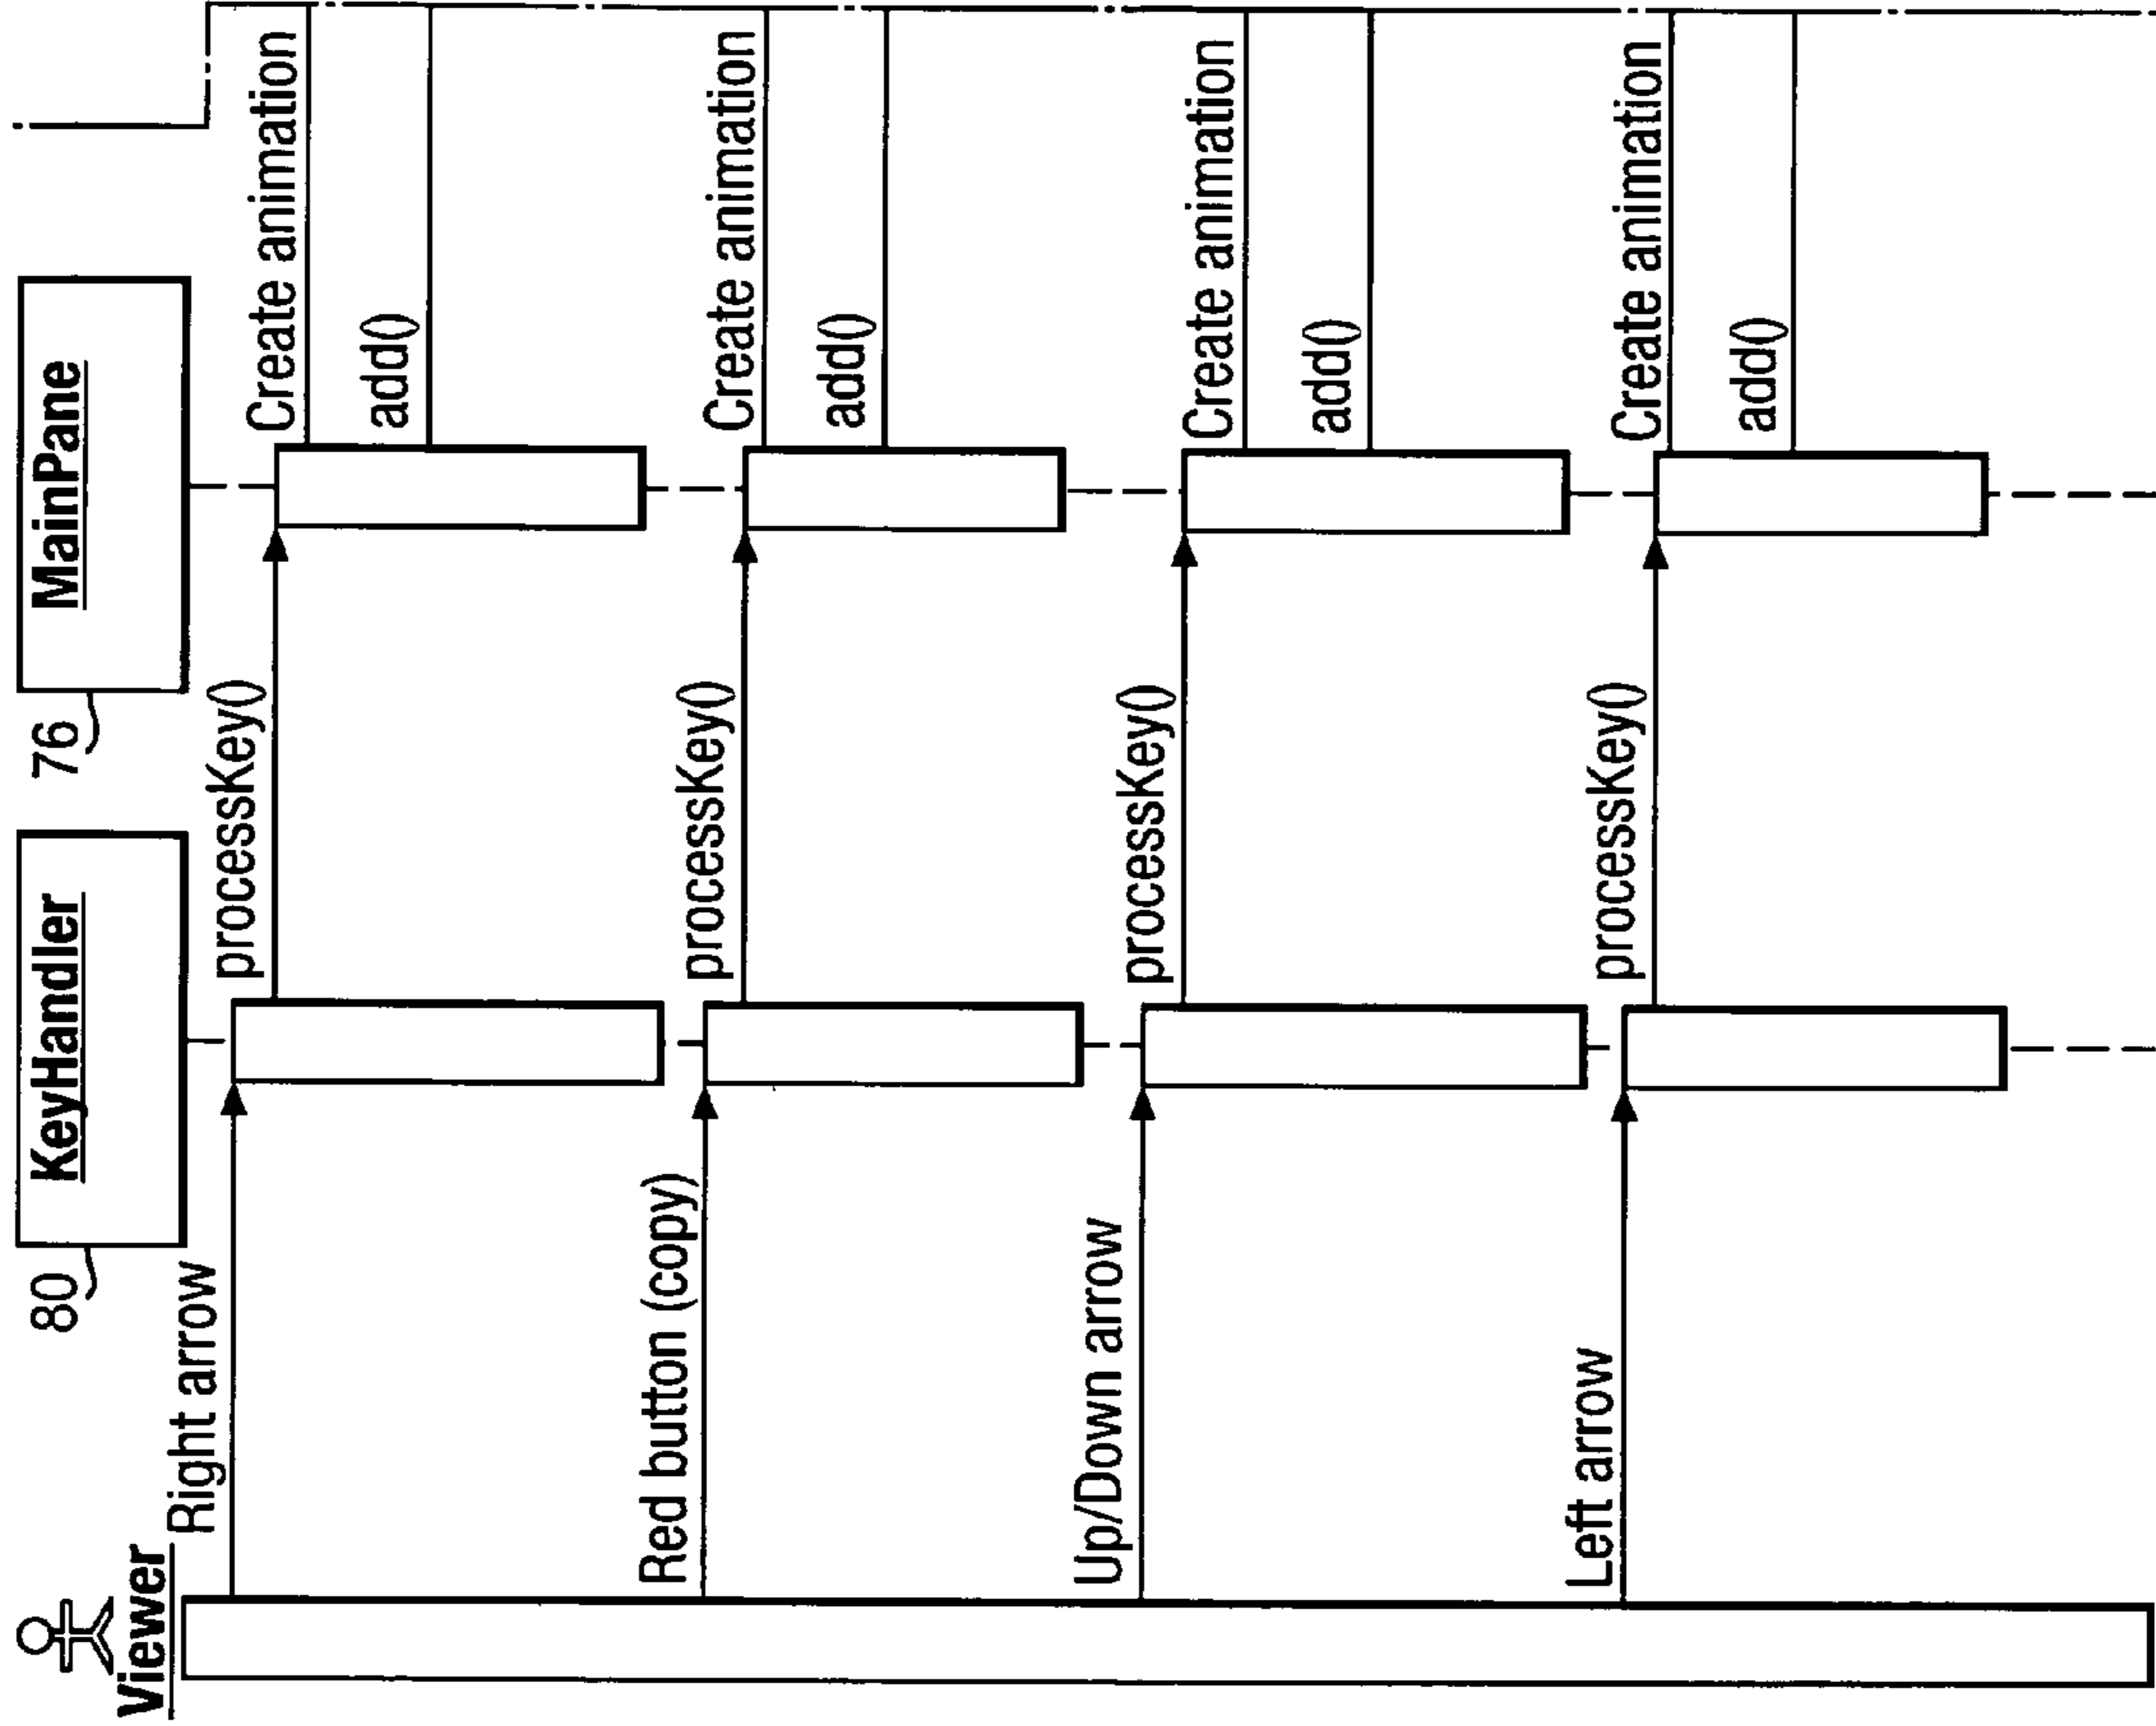 Viewer
80
KeyHandler
76
MainPane
Right arrow
processKey()
Create animation
add()
Red button (copy)
processKey()
Create animation
add()
Up/Down arrow
processKey()
Create animation
add()
Left arrow
processKey()
Create animation
add()